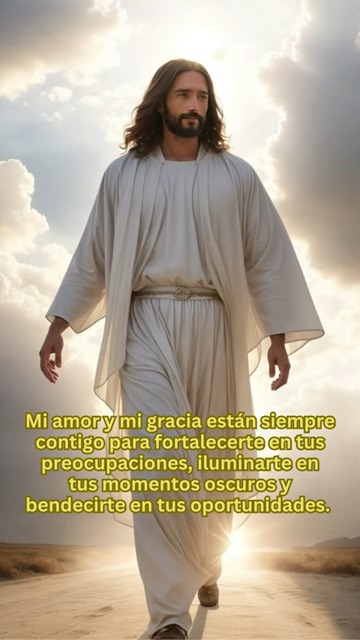 Mi amor y mi gracia están siempre
contigo para fortalecerte en tus
preocupaciones, iluminarte en
tus momentos oscuros y
bendecirte en tus oportunidades.